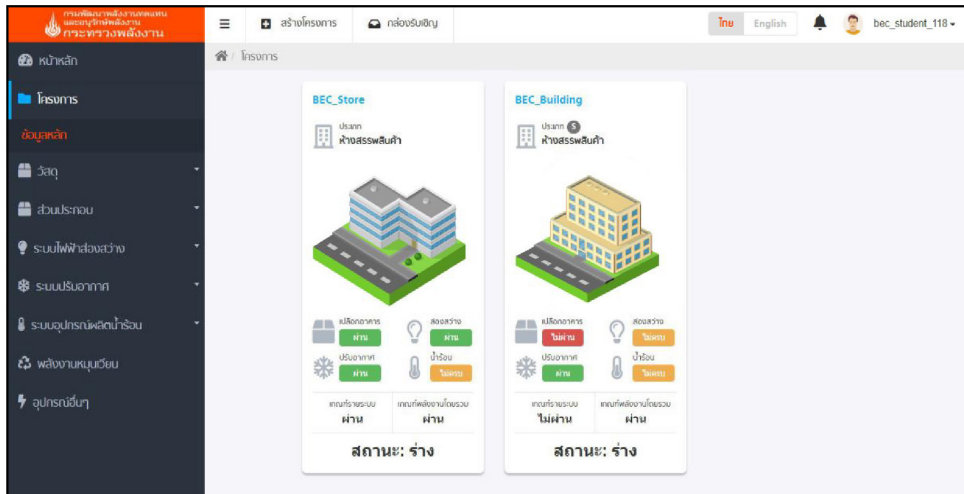 กรมพัฒนาพลังงานทดแทน
และอนุรักษ์พลังงาน
กระทรวงพลังงาน
สร้างโครงการ
กล่องรับเชิญ
ไทย English
bec_student_118
หน้าหลัก
โครงการ
ข้อมูลหลัก
วัสดุ
ส่วนประกอบ
ระบบไฟฟ้าส่องสว่าง
ระบบปรับอากาศ
ระบบอุปกรณ์ผลิตน้ำร้อน
พลังงานหมุนเวียน
อุปกรณ์อื่นๆ
/ โครงการ
BEC_Store
ประเภท
ห้างสรรพสินค้า
เปลือกอาคาร ส่องสว่าง
ผ่าน ผ่าน
ปรับอากาศ น้ำร้อน
ผ่าน ไม่ครบ
เกณฑ์รายระบบ เกณฑ์พลังงานโดยรวม
ผ่าน ผ่าน
สถานะ: ร่าง
BEC_Building
ประเภท S
ห้างสรรพสินค้า
เปลือกอาคาร ส่องสว่าง
ไม่ผ่าน ไม่ครบ
ปรับอากาศ น้ำร้อน
ผ่าน ไม่ครบ
เกณฑ์รายระบบ เกณฑ์พลังงานโดยรวม
ไม่ผ่าน ผ่าน
สถานะ: ร่าง